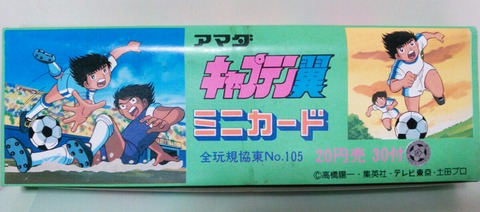 アマダ
キャプテン翼
ミニカード
全玩規協東No.105
20円売 30付
©高橋陽一・集英社・テレビ東京・土田プロ